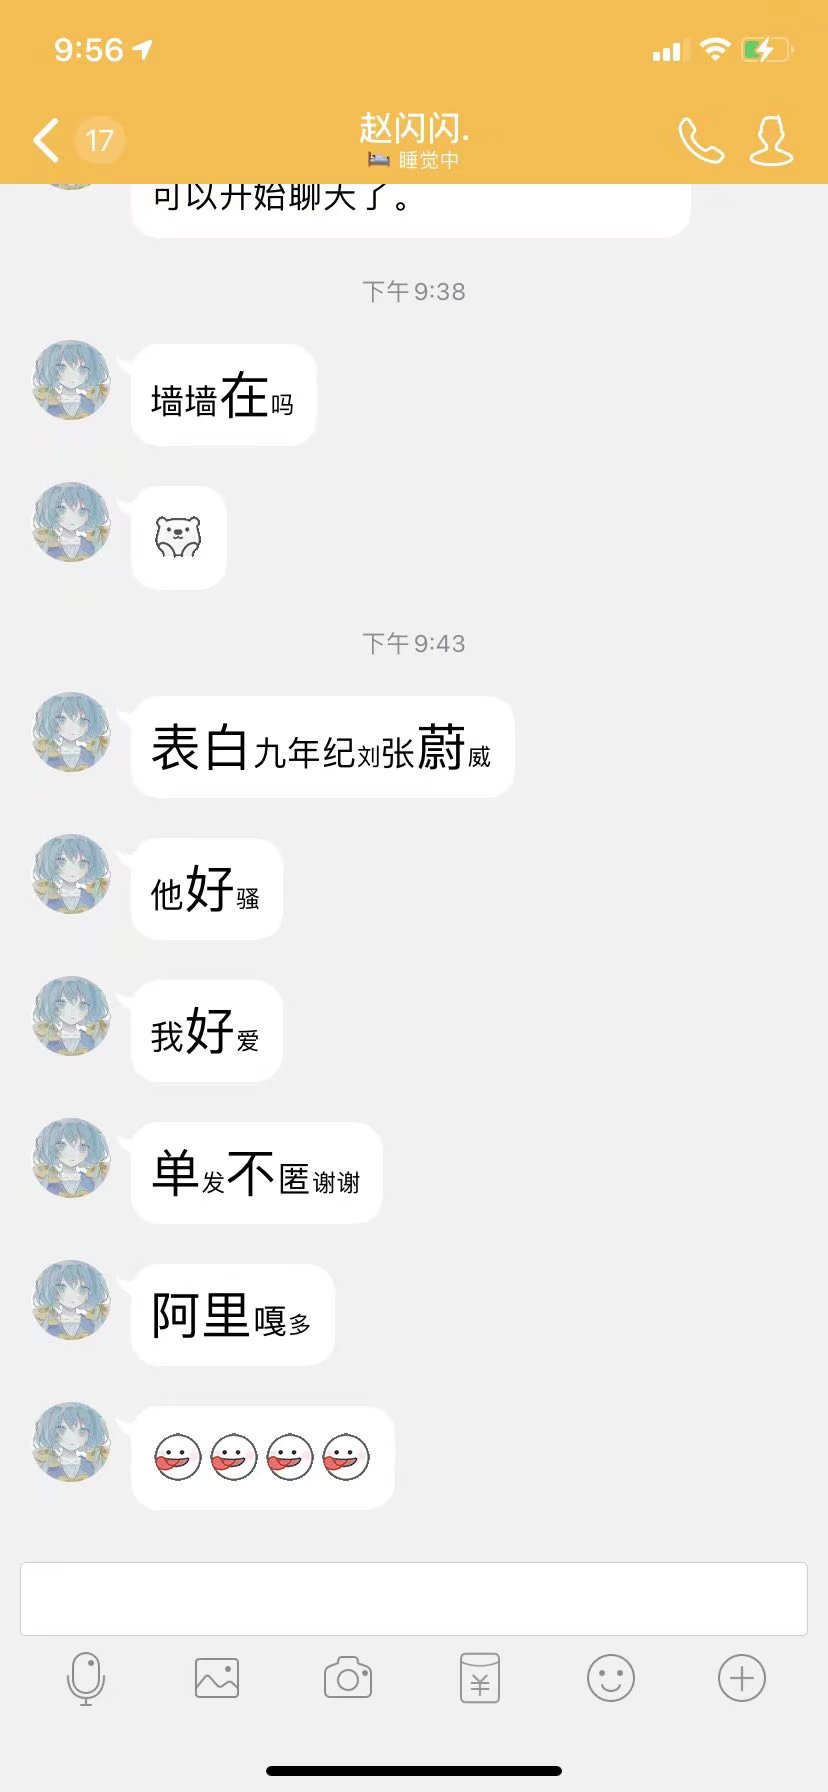 9:56
17
赵闪闪.
睡觉中
可以开始聊天了。
下午9:38
墙墙在吗
下午9:43
表白九年纪刘张蔚威
他好骚
我好爱
单发不匿谢谢
阿里嘎多